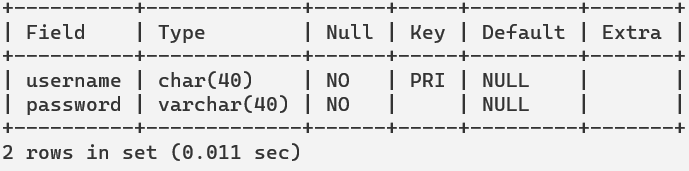 +----------+-------------+------+-----+---------+-------+
| Field    | Type        | Null | Key | Default | Extra |
+----------+-------------+------+-----+---------+-------+
| username | char(40)    | NO   | PRI | NULL    |       |
| password | varchar(40) | NO   |     | NULL    |       |
+----------+-------------+------+-----+---------+-------+
2 rows in set (0.011 sec)